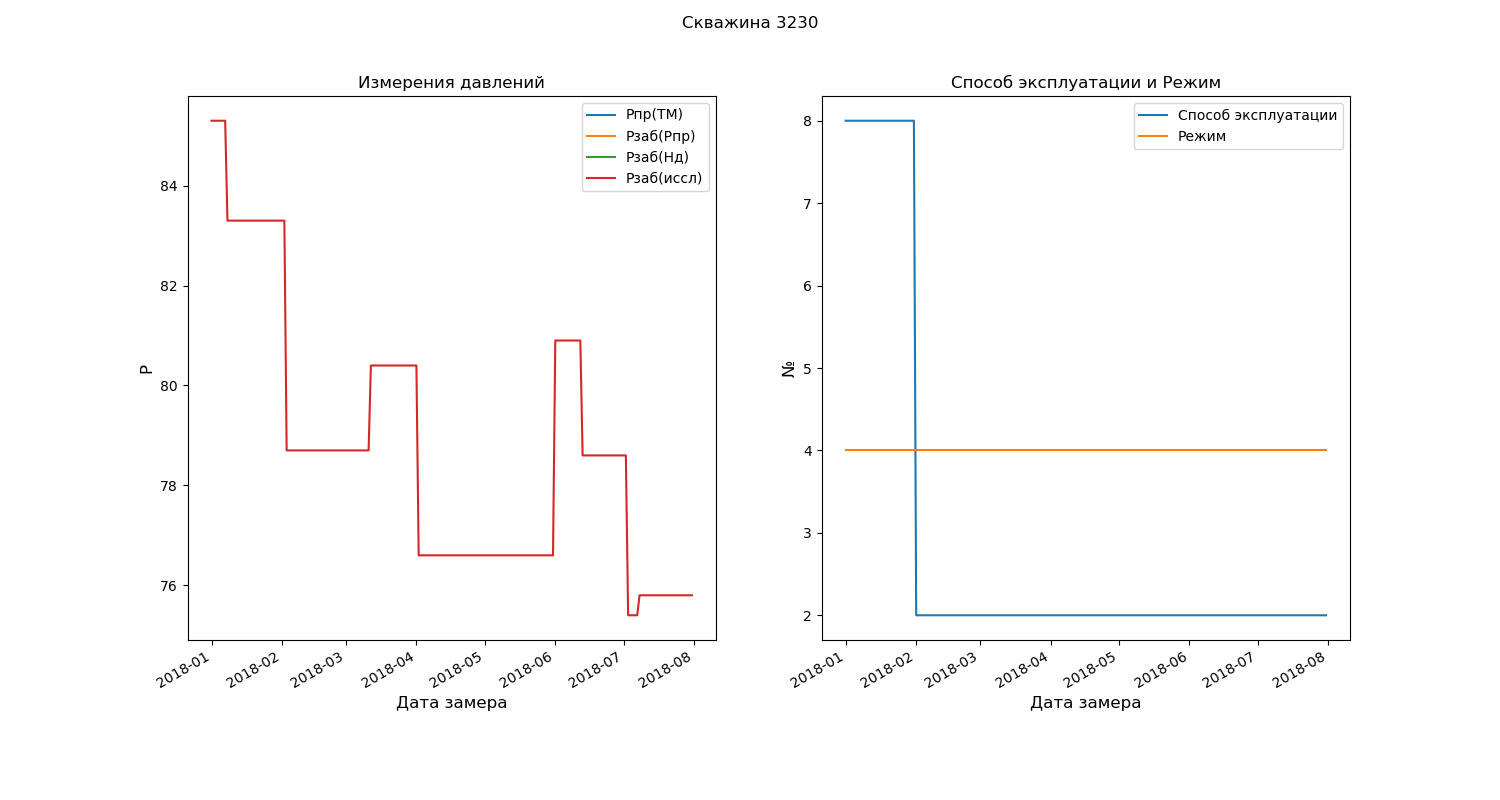 Скважина 3230
Измерения давлений
Рпр(ТМ)
Рзаб(Рпр)
Рзаб(Нд)
Рзаб(иссл)
84
82
80
78
76
Р
2018-01
2018-02
2018-03
2018-04
2018-05
2018-06
2018-07
2018-08
Дата замера
Способ эксплуатации и Режим
Способ эксплуатации
Режим
8
7
6
5
4
3
2
№
2018-01
2018-02
2018-03
2018-04
2018-05
2018-06
2018-07
2018-08
Дата замера